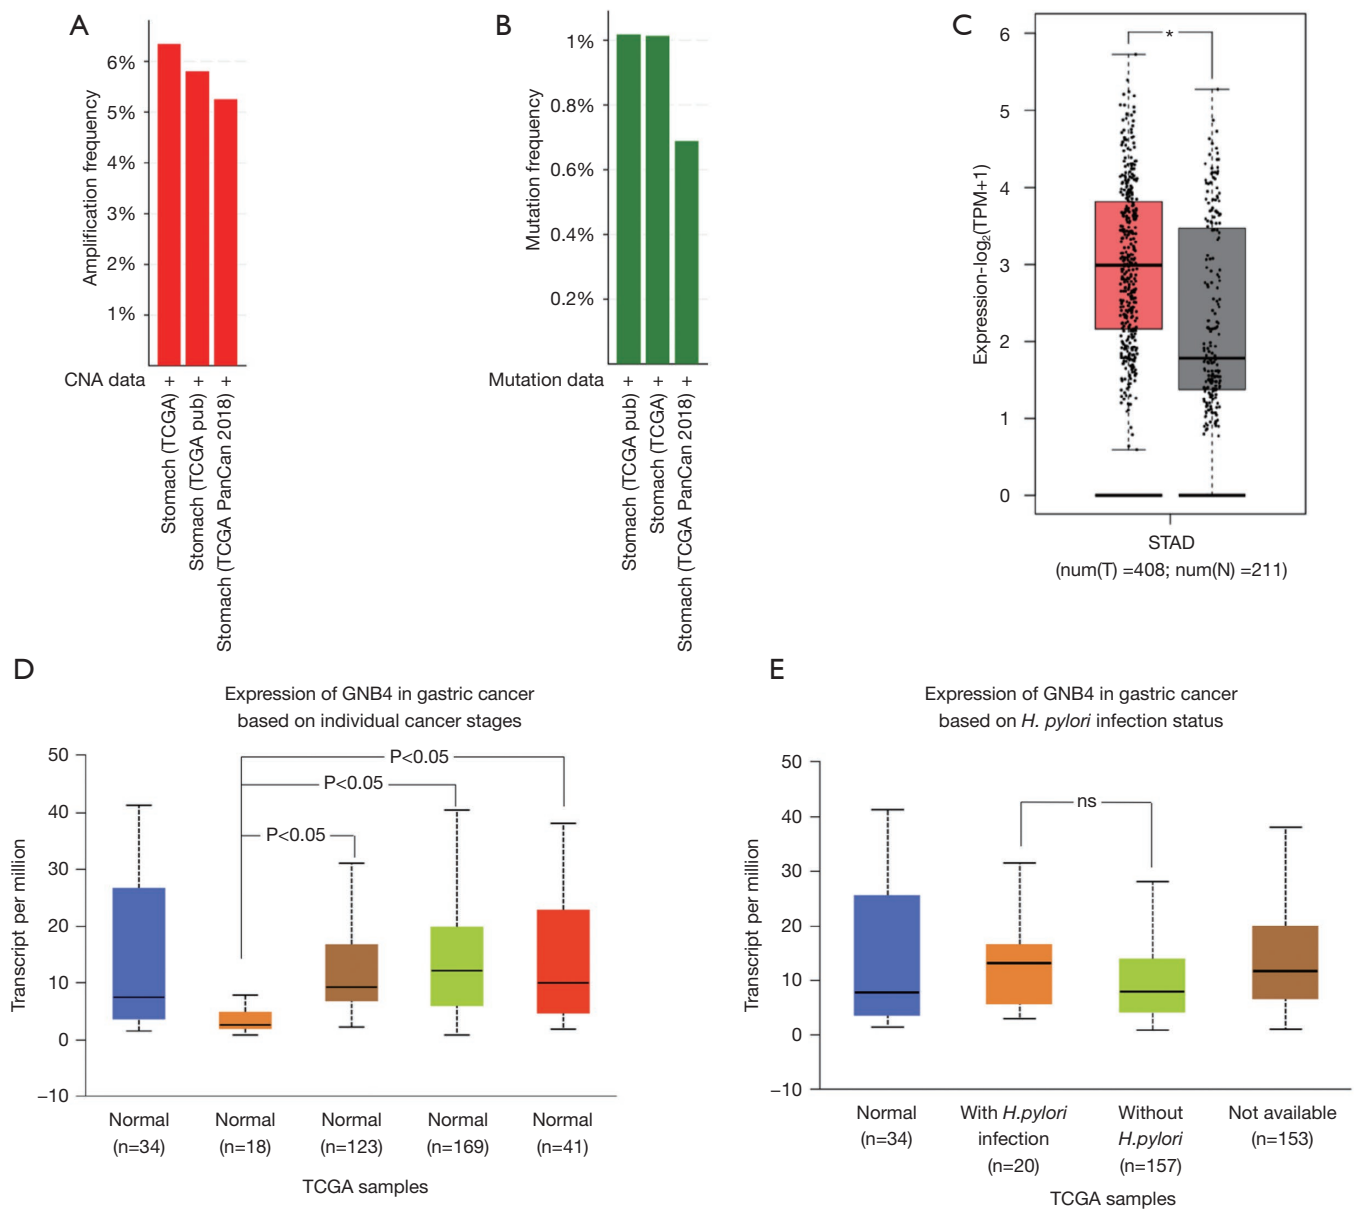 A
6%
5%
4%
3%
2%
1%
Amplification frequency
CNA data + + +
Stomach (TCGA)
Stomach (TCGA pub)
Stomach (TCGA PanCan 2018)
B
1%
0.8%
0.6%
0.4%
0.2%
Mutation frequency
Mutation data + + +
Stomach (TCGA pub)
Stomach (TCGA)
Stomach (TCGA PanCan 2018)
C
6
5
4
3
2
1
0
Expression-log₂(TPM+1)
*
STAD
(num(T) =408; num(N) =211)
D
Expression of GNB4 in gastric cancer
based on individual cancer stages
50
40
30
20
10
0
−10
Transcript per million
P<0.05
P<0.05
P<0.05
Normal Normal Normal Normal Normal
(n=34) (n=18) (n=123) (n=169) (n=41)
TCGA samples
E
Expression of GNB4 in gastric cancer
based on H. pylori infection status
50
40
30
20
10
0
−10
Transcript per million
ns
Normal With H.pylori Without Not available
(n=34) infection H.pylori (n=153)
(n=20) (n=157)
TCGA samples